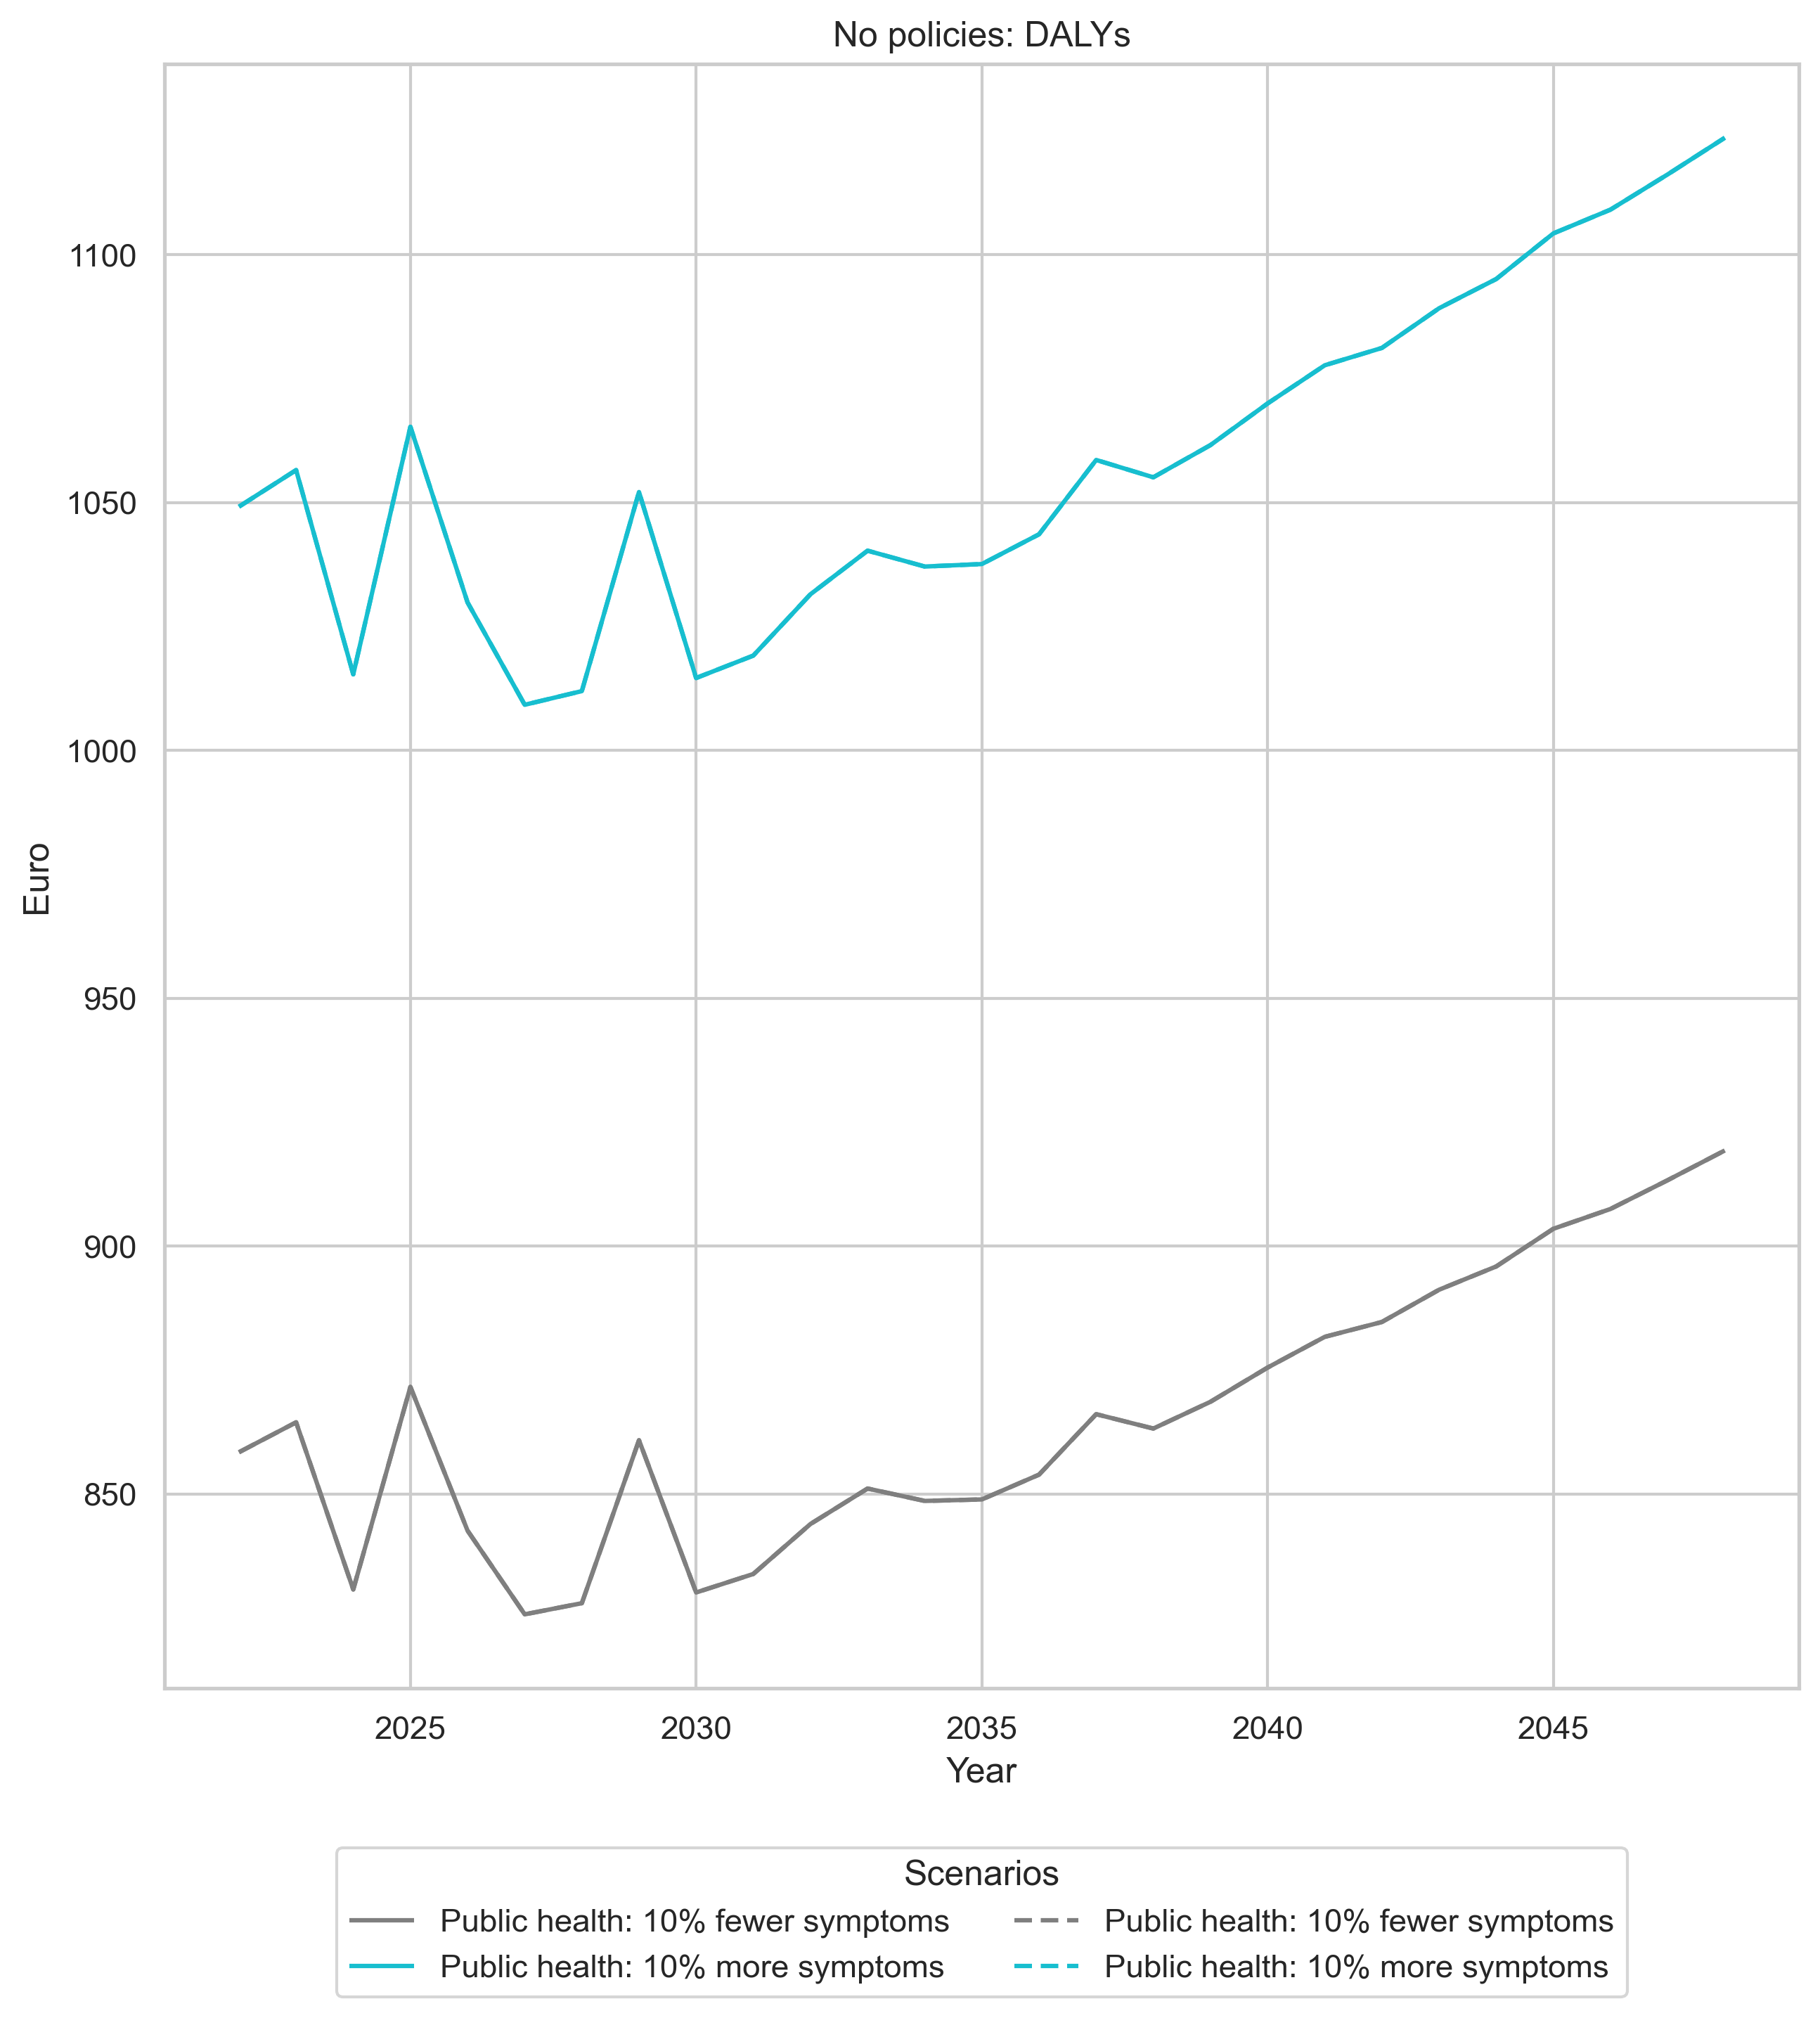 No policies: DALYs
1100
1050
1000
950
900
850
Euro
2025 2030 2035 2040 2045
Year
Scenarios
Public health: 10% fewer symptoms Public health: 10% fewer symptoms
Public health: 10% more symptoms Public health: 10% more symptoms